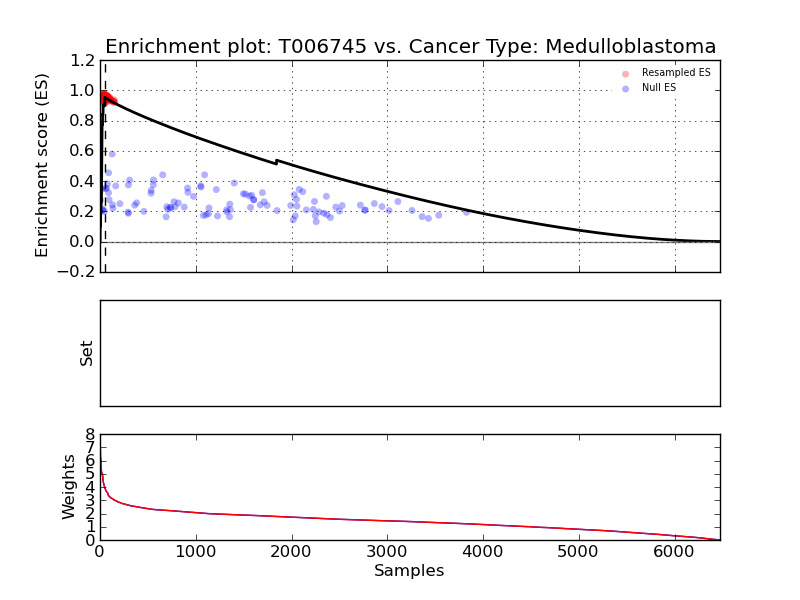 Enrichment plot: T006745 vs. Cancer Type: Medulloblastoma
1.2
1.0
0.8
0.6
0.4
0.2
0.0
−0.2
Enrichment score (ES)
Resampled ES
Null ES
Set
8
7
6
5
4
3
2
1
0
Weights
0 1000 2000 3000 4000 5000 6000
Samples